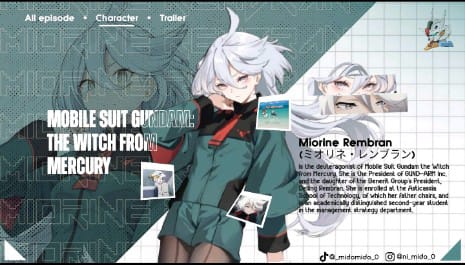 All episode • Character • Trailer
MIORINE REMBRAN
MOBILE SUIT GUNDAM:
THE WITCH FROM
MERCURY
Miorine Rembran
(ミオリネ・レンブラン)
is the deuteragonist of Mobile Suit Gundam the Witch
from Mercury. She is the President of GUND-ARM Inc.
and the daughter of the Benerit Group's President,
Delling Rembran. She is enrolled at the Asticassia
School of Technology, of which her father chairs, and
is an academically distinguished second-year student
in the management strategy department.
@_midomido_0 @ni_mido_0